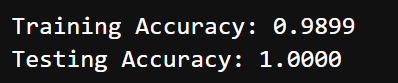 Training Accuracy: 0.9899
Testing Accuracy: 1.0000